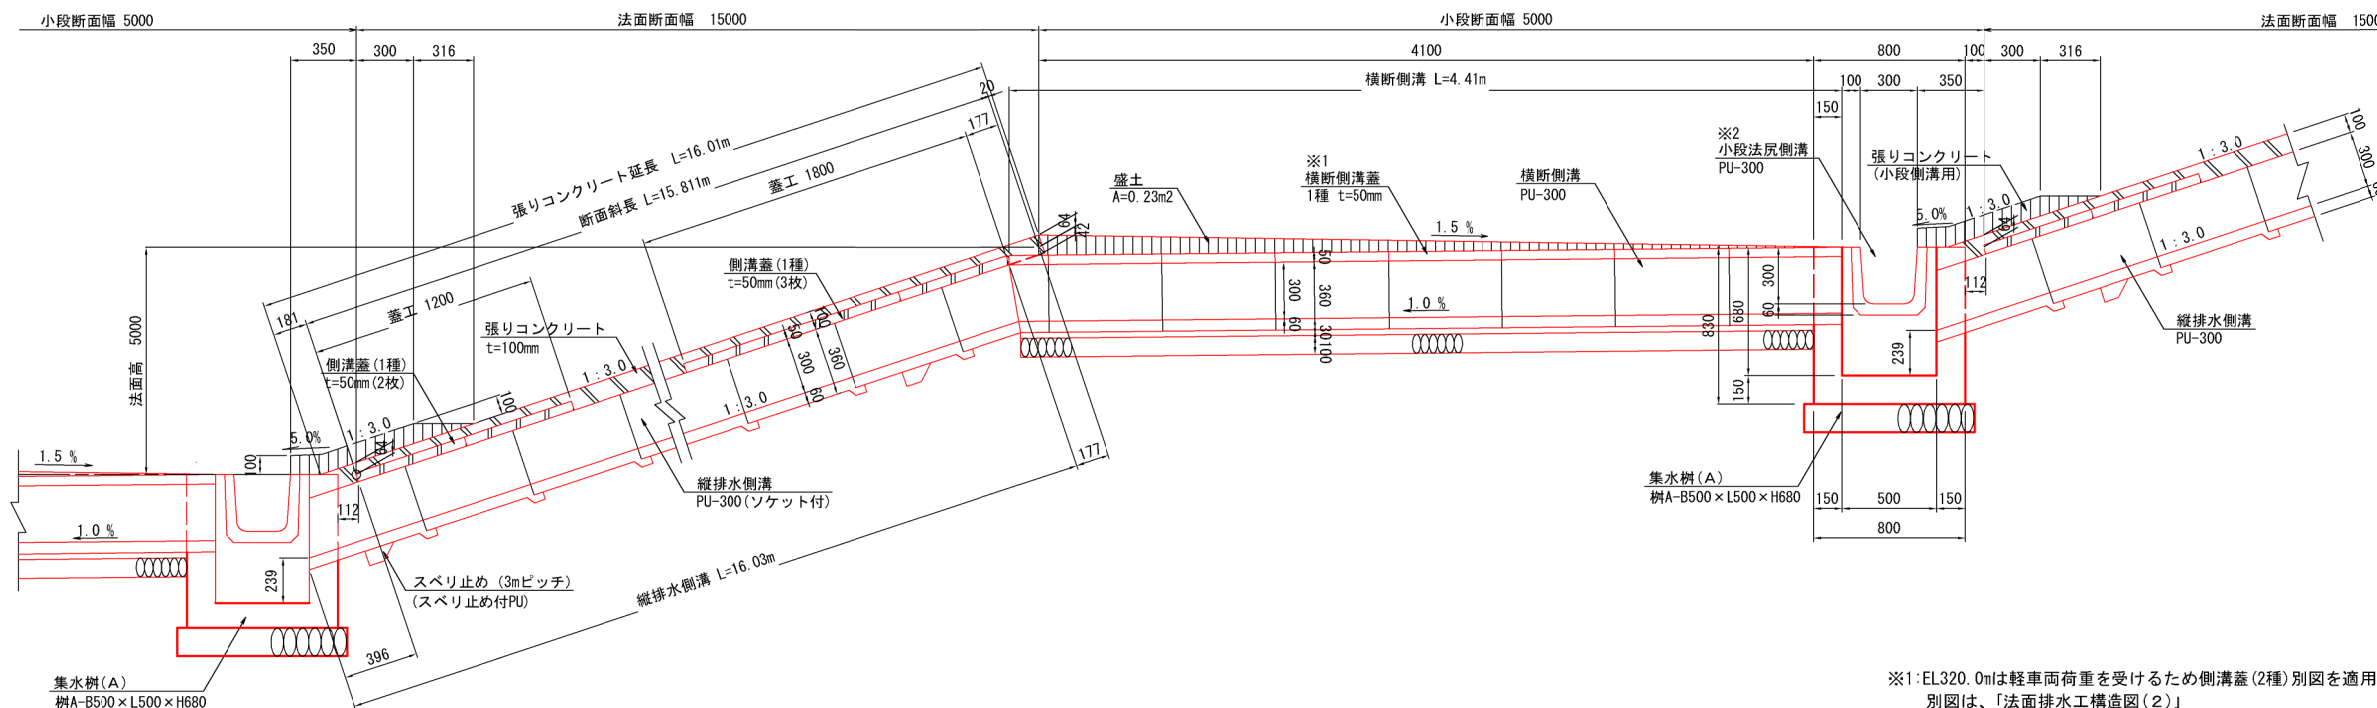 小段断面幅 5000
法面断面幅 15000
小段断面幅 5000
法面断面幅 1500
350
300
316
4100
800
100
300
316
横断側溝 L=4.41m
100
300
350
150
20
177
張りコンクリート延長 L=16.01m
断面斜長 L=15.811m
蓋工 1800
181
蓋工 1200
盛土
A=0.23m2
※1
横断側溝蓋
1種 t=50mm
横断側溝
PU-300
※2
小段法尻側溝
PU-300
張りコンクリート
(小段側溝用)
1:3.0
100
300
64
42
1.5 %
5.0%
1:3.0
64
1:3.0
112
縦排水側溝
PU-300
側溝蓋(1種)
t=50mm(3枚)
張りコンクリート
t=100mm
側溝蓋(1種)
t=50mm(2枚)
法面高 5000
1:3.0
50
100
300
360
60
1:3.0
50
300
360
60
30
100
1.0 %
300
60
680
830
150
239
集水桝(A)
桝A-B500×L500×H680
150
500
150
800
5.0%
1:3.0
100
64
1.5 %
100
112
1.0 %
239
396
177
縦排水側溝
PU-300(ソケット付)
スベリ止め (3mピッチ)
(スベリ止め付PU)
縦排水側溝 L=16.03m
集水桝(A)
桝A-B500×L500×H680
※1:EL320.0mは軽車両荷重を受けるため側溝蓋(2種)別図を適用
別図は、「法面排水工構造図(2)」